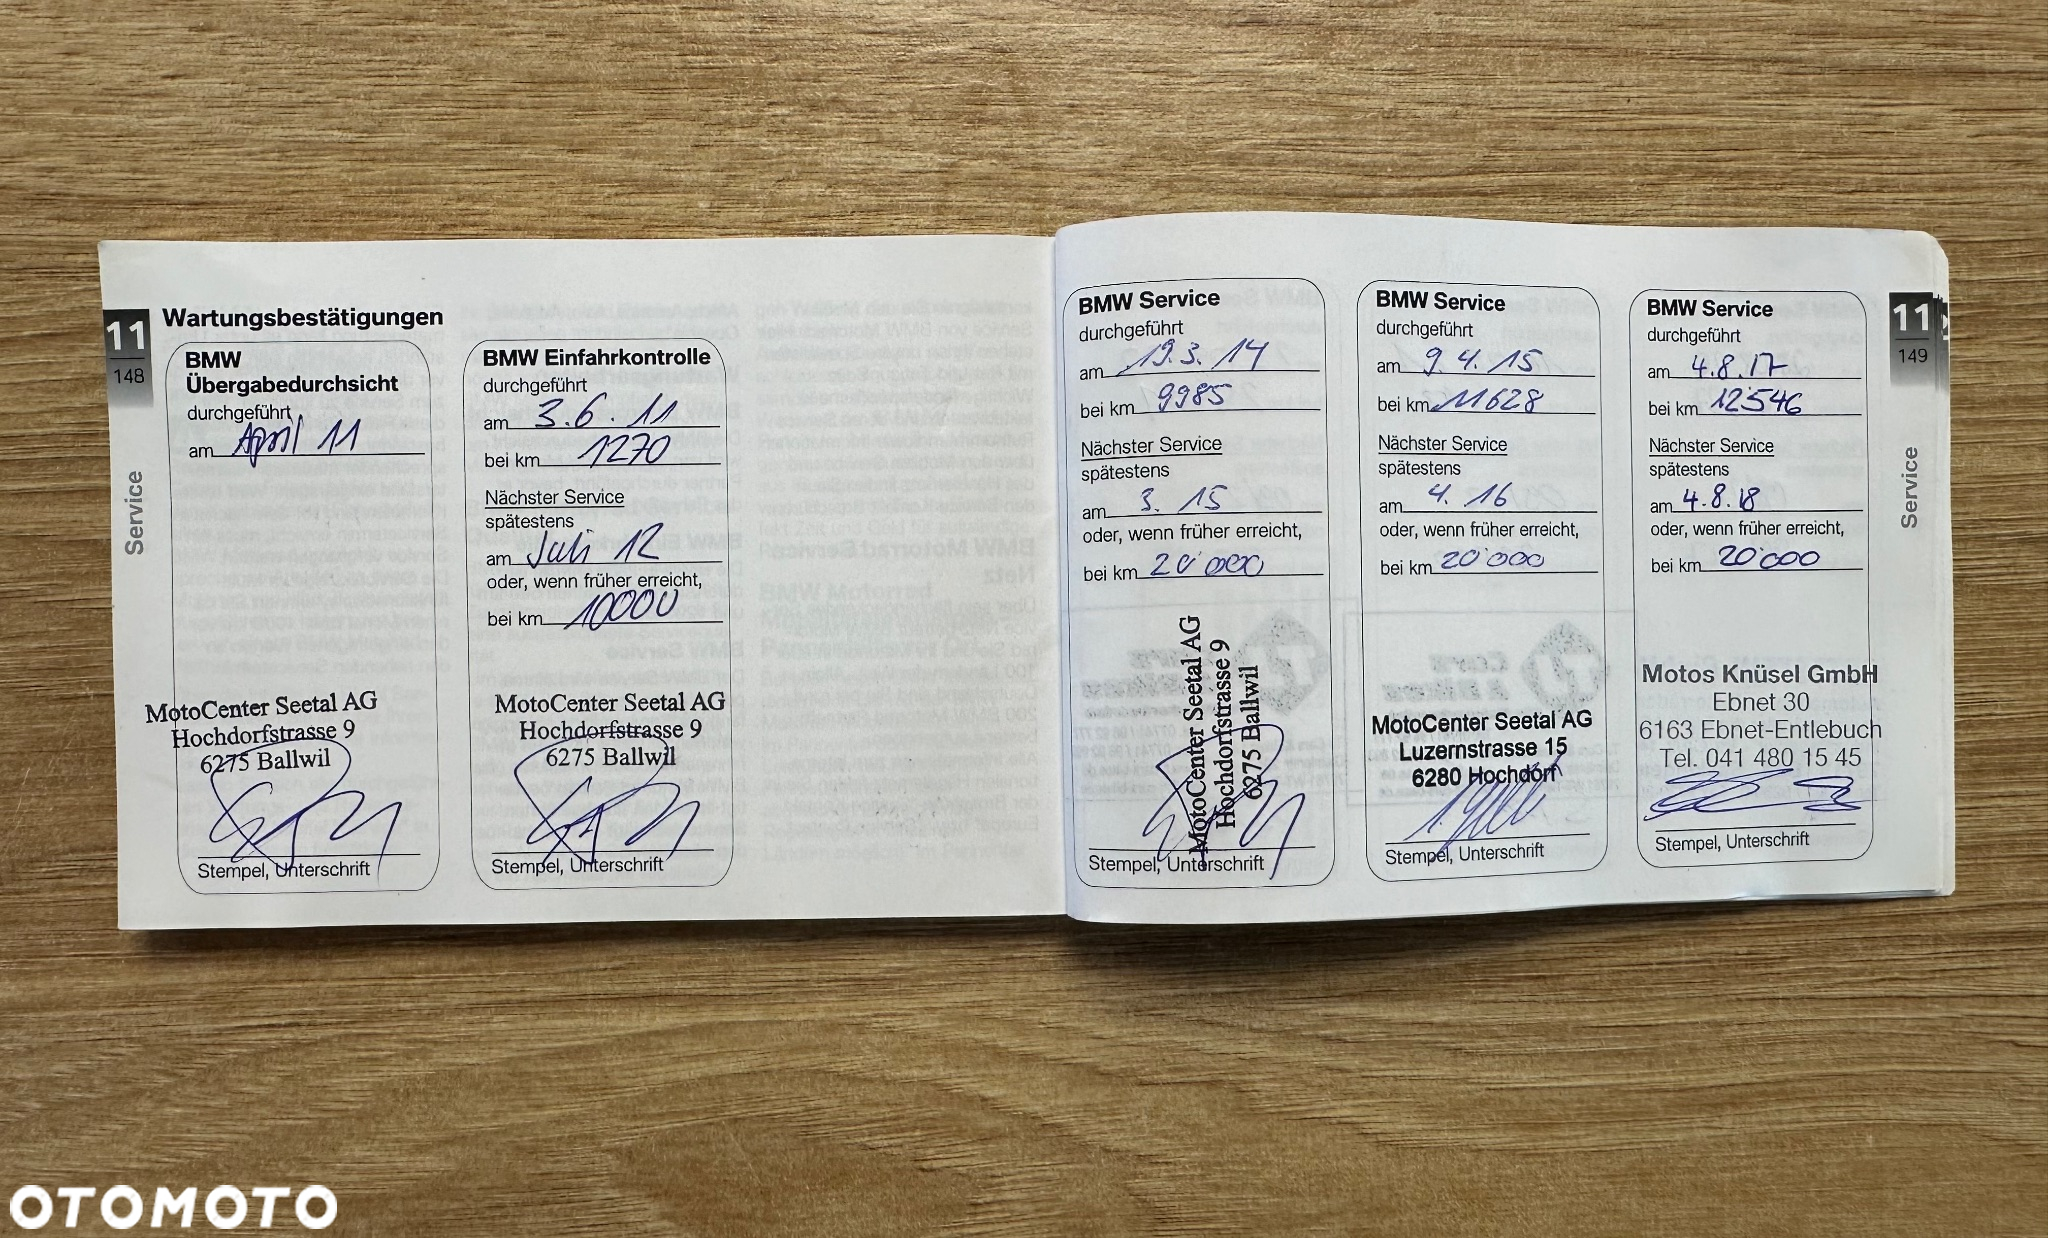 11
148
Service
Wartungsbestätigungen
BMW
Übergabedurchsicht
durchgeführt
am April 11
MotoCenter Seetal AG
Hochdorfstrasse 9
6275 Ballwil
Stempel, Unterschrift
BMW Einfahrkontrolle
durchgeführt
am 3.6.11
bei km 1270
Nächster Service
spätestens
am Juli 12
oder, wenn früher erreicht,
bei km 10000
MotoCenter Seetal AG
Hochdorfstrasse 9
6275 Ballwil
Stempel, Unterschrift
BMW Service
durchgeführt
am 19.3.14
bei km 9985
Nächster Service
spätestens
am 3.15
oder, wenn früher erreicht,
bei km 20'000
MotoCenter Seetal AG
Hochdorfstrasse 9
6275 Ballwil
Stempel, Unterschrift
BMW Service
durchgeführt
am 9.4.15
bei km 11628
Nächster Service
spätestens
am 4.16
oder, wenn früher erreicht,
bei km 20'000
MotoCenter Seetal AG
Luzernstrasse 15
6280 Hochdorf
Stempel, Unterschrift
BMW Service
durchgeführt
am 4.8.17
bei km 12'546
Nächster Service
spätestens
am 4.8.18
oder, wenn früher erreicht,
bei km 20'000
Motos Knüsel GmbH
Ebnet 30
6163 Ebnet-Entlebuch
Tel. 041 480 15 45
Stempel, Unterschrift
11
149
Service
OTOMOTO